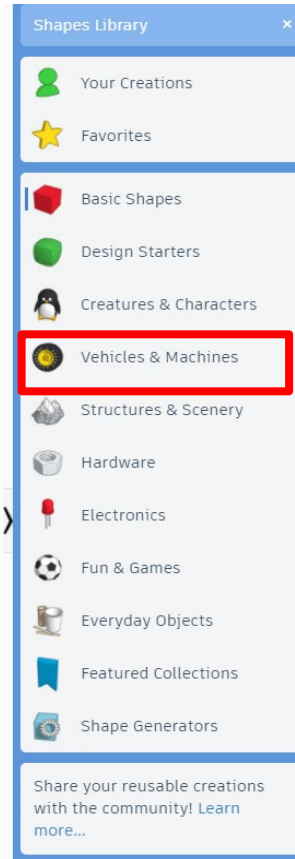 Shapes Library ×
Your Creations
Favorites
Basic Shapes
Design Starters
Creatures & Characters
Vehicles & Machines
Structures & Scenery
Hardware
Electronics
Fun & Games
Everyday Objects
Featured Collections
Shape Generators
Share your reusable creations
with the community! Learn
more...